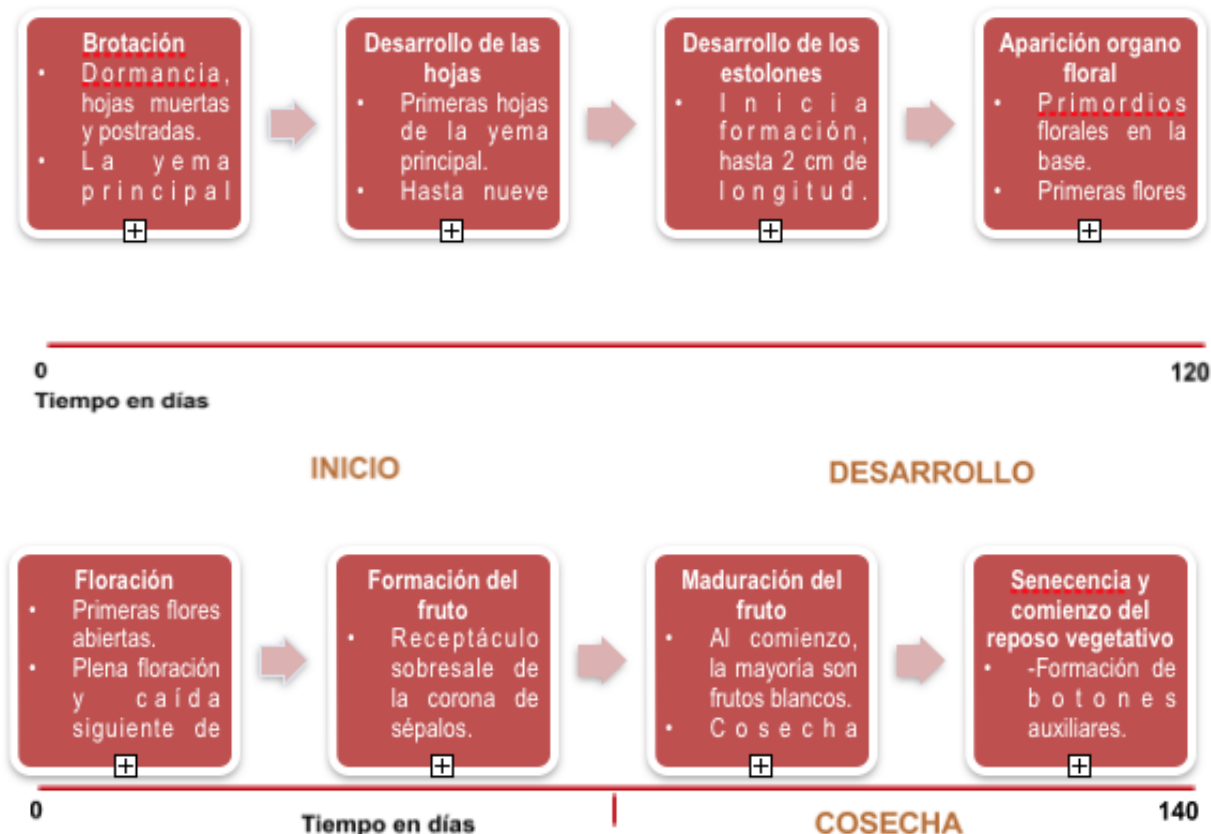 Brotación
• Dormancia,
hojas muertas
y postradas.
• La yema
principal
Desarrollo de las
hojas
• Primeras hojas
de la yema
principal.
• Hasta nueve
Desarrollo de los
estolones
• Inicia
formación,
hasta 2 cm de
longitud.
Aparición organo
floral
• Primordios
florales en la
base.
• Primeras flores
0
120
Tiempo en días
INICIO
DESARROLLO
Floración
• Primeras flores
abiertas.
• Plena floración
y caída
siguiente de
Formación del
fruto
• Receptáculo
sobresale de
la corona de
sépalos.
Maduración del
fruto
• Al comienzo,
la mayoría son
frutos blancos.
• Cosecha
Senecencia y
comienzo del
reposo vegetativo
• -Formación de
botones
auxiliares.
0
Tiempo en días
COSECHA
140